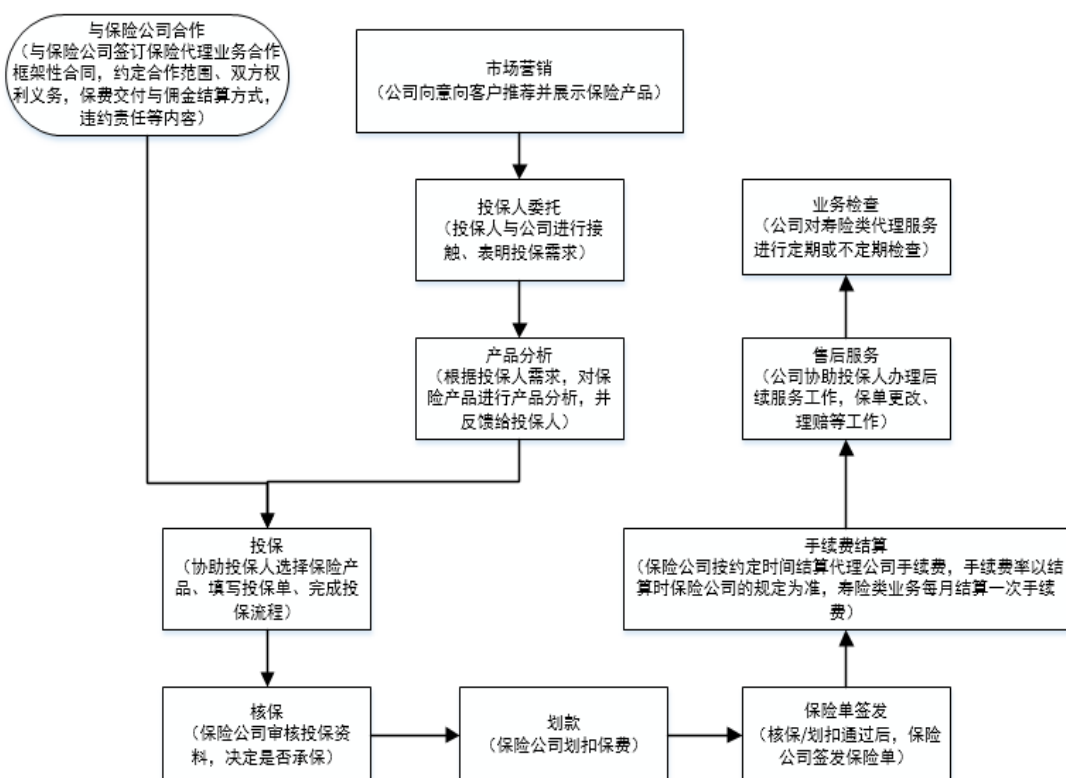 与保险公司合作
（与保险公司签订保险代理业务合作
框架性合同，约定合作范围、双方权
利义务，保费交付与佣金结算方式，
违约责任等内容）
市场营销
（公司向意向客户推荐并展示保险产品）
投保人委托
（投保人与公司进行接
触、表明投保需求）
产品分析
（根据投保人需求，对保
险产品进行产品分析，并
反馈给投保人）
投保
（协助投保人选择保险产
品、填写投保单、完成投
保流程）
核保
（保险公司审核投保资
料，决定是否承保）
划款
（保险公司划扣保费）
保险单签发
（核保/划扣通过后，保险
公司签发保险单）
手续费结算
（保险公司按约定时间结算代理公司手续费，手续费率以结
算时保险公司的规定为准，寿险类业务每月结算一次手续
费）
售后服务
（公司协助投保人办理后
续服务工作，保单更改、
理赔等工作）
业务检查
（公司对寿险类代理服务
进行定期或不定期检查）